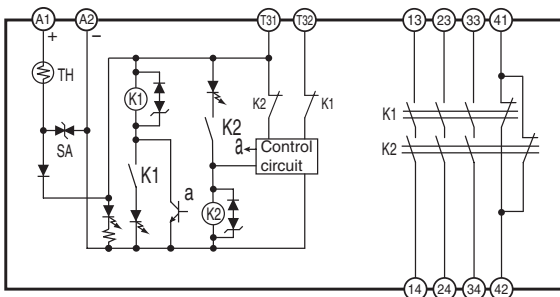 A1 A2 T31 T32 13 23 33 41
+ −
TH
K1
K2 K1
K1
K2
a
Control
circuit
SA
K2
K1
a
K2
14 24 34 42